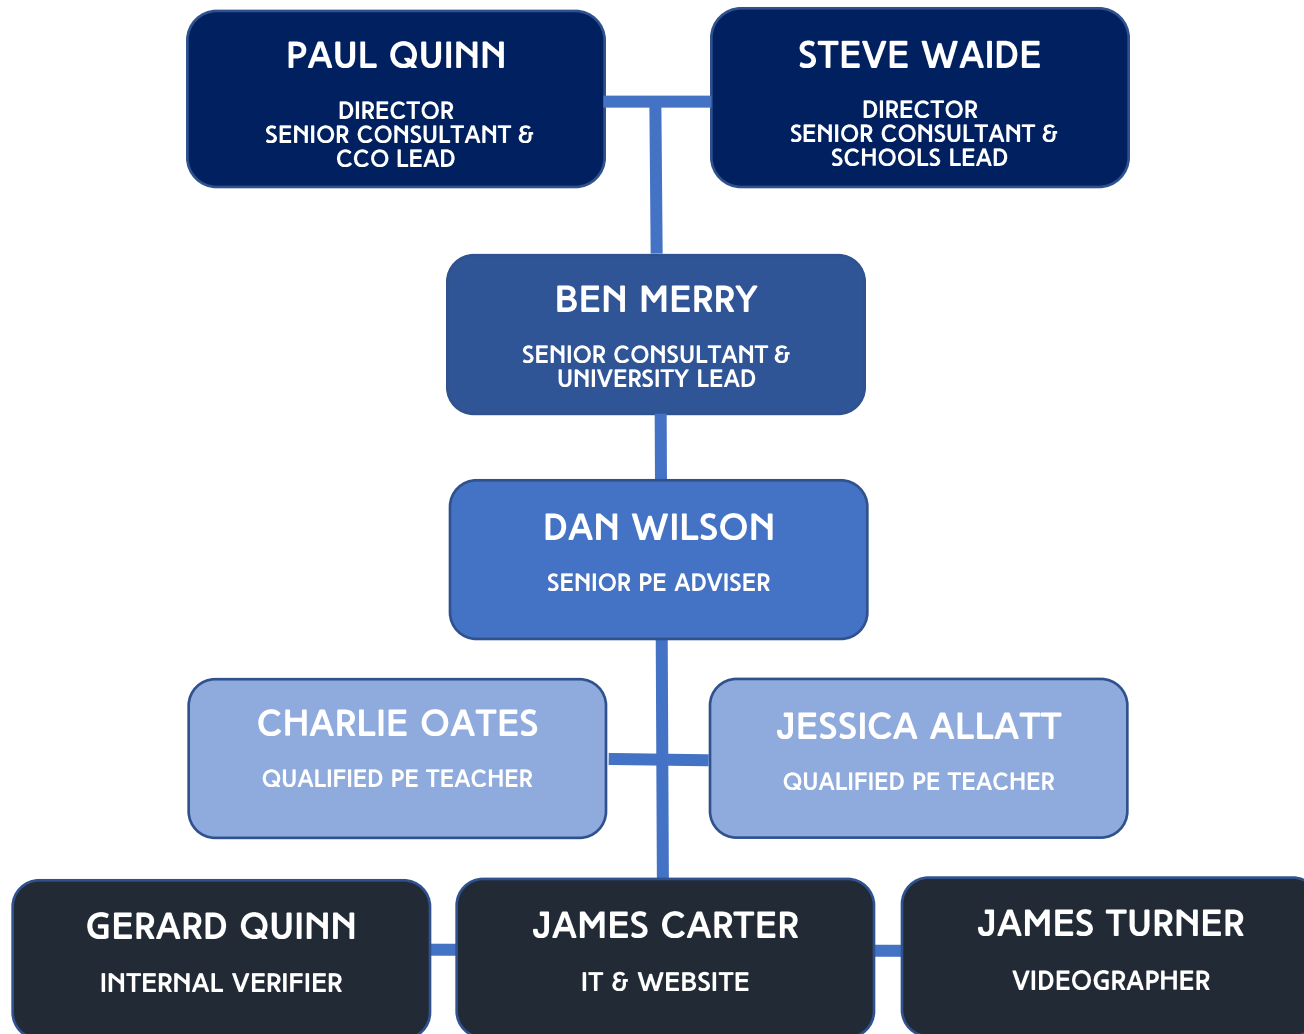 PAUL QUINN
DIRECTOR
SENIOR CONSULTANT &
CCO LEAD
STEVE WAIDE
DIRECTOR
SENIOR CONSULTANT &
SCHOOLS LEAD
BEN MERRY
SENIOR CONSULTANT &
UNIVERSITY LEAD
DAN WILSON
SENIOR PE ADVISER
CHARLIE OATES
QUALIFIED PE TEACHER
JESSICA ALLATT
QUALIFIED PE TEACHER
GERARD QUINN
INTERNAL VERIFIER
JAMES CARTER
IT & WEBSITE
JAMES TURNER
VIDEOGRAPHER